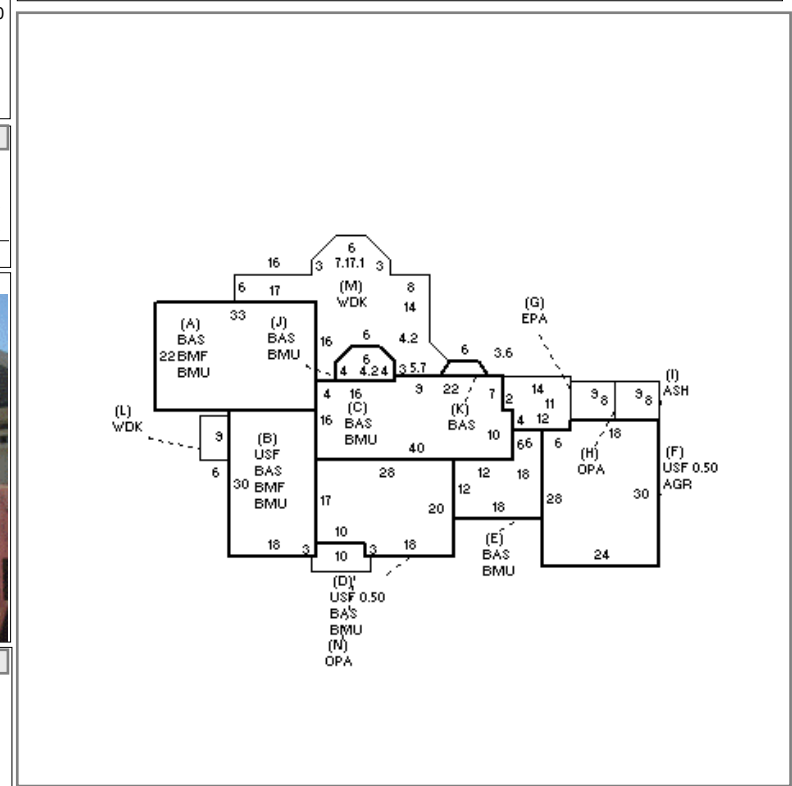 6
16
3 7.17.1 3
6 17
(M)
WDK
8
14
33
(A)
BAS
22 BMF
BMU
(J)
BAS
BMU
16
6
4.2
6
4 4.2 4
3 5.7
6
3.6
(G)
EPA
4 16
9 22 7
2
14
11
4 12
9 8
9 8
(I)
ASH
(L)
WDK
9
6
(B)
USF
BAS
BMF
BMU
30
18
3
16
(C)
BAS
BMU
40
(K)
BAS
10
6 6
6
18
(H)
OPA
(F)
USF 0.50
AGR
28
17
20
10
10
3
18
12
12
18
18
28
30
24
(E)
BAS
BMU
(D)
USF 0.50
BAS
BMU
(N)
OPA